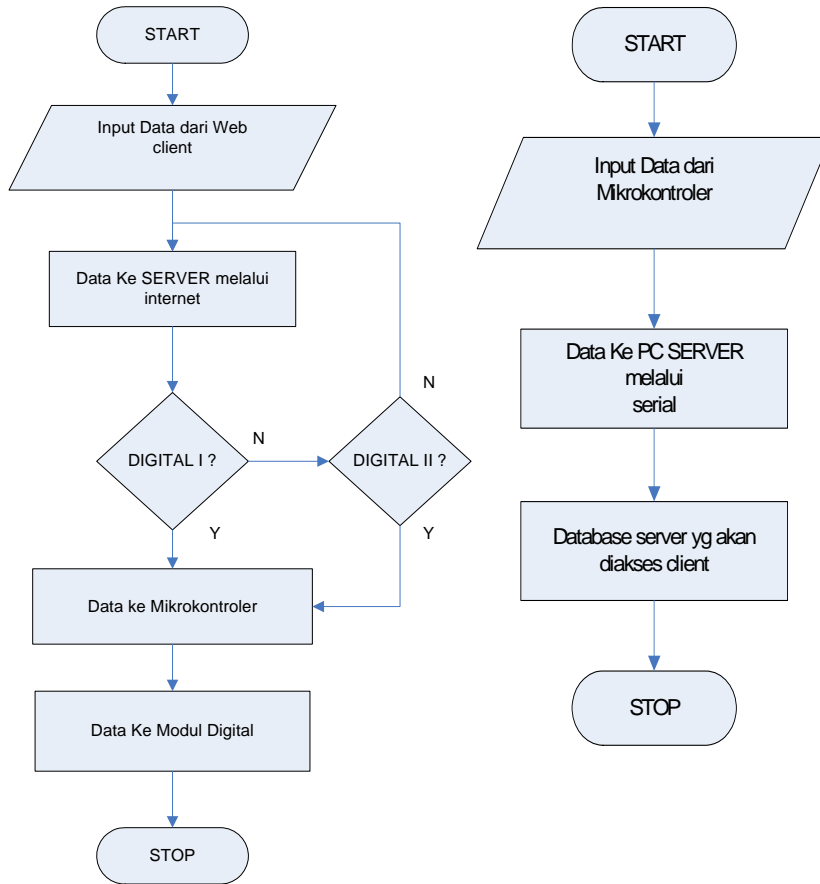 START
Input Data dari Web
client
Data Ke SERVER melalui
internet
DIGITAL I ?
N
Y
DIGITAL II ?
N
Y
Data ke Mikrokontroler
Data Ke Modul Digital
STOP
START
Input Data dari
Mikrokontroler
Data Ke PC SERVER
melalui
serial
Database server yg akan
diakses client
STOP